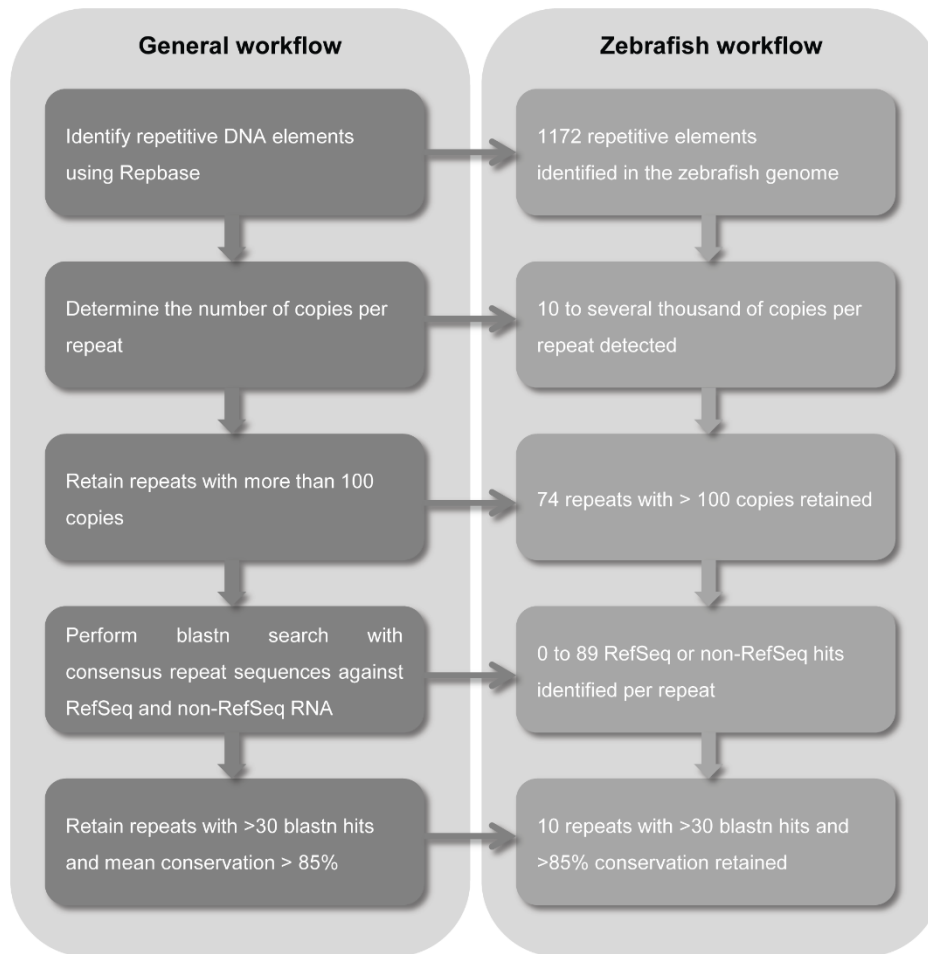 General workflow
Zebrafish workflow
Identify repetitive DNA elements
using Repbase
1172 repetitive elements
identified in the zebrafish genome
Determine the number of copies per
repeat
10 to several thousand of copies per
repeat detected
Retain repeats with more than 100
copies
74 repeats with > 100 copies retained
Perform blastn search with
consensus repeat sequences against
RefSeq and non-RefSeq RNA
0 to 89 RefSeq or non-RefSeq hits
identified per repeat
Retain repeats with >30 blastn hits
and mean conservation > 85%
10 repeats with >30 blastn hits and
>85% conservation retained